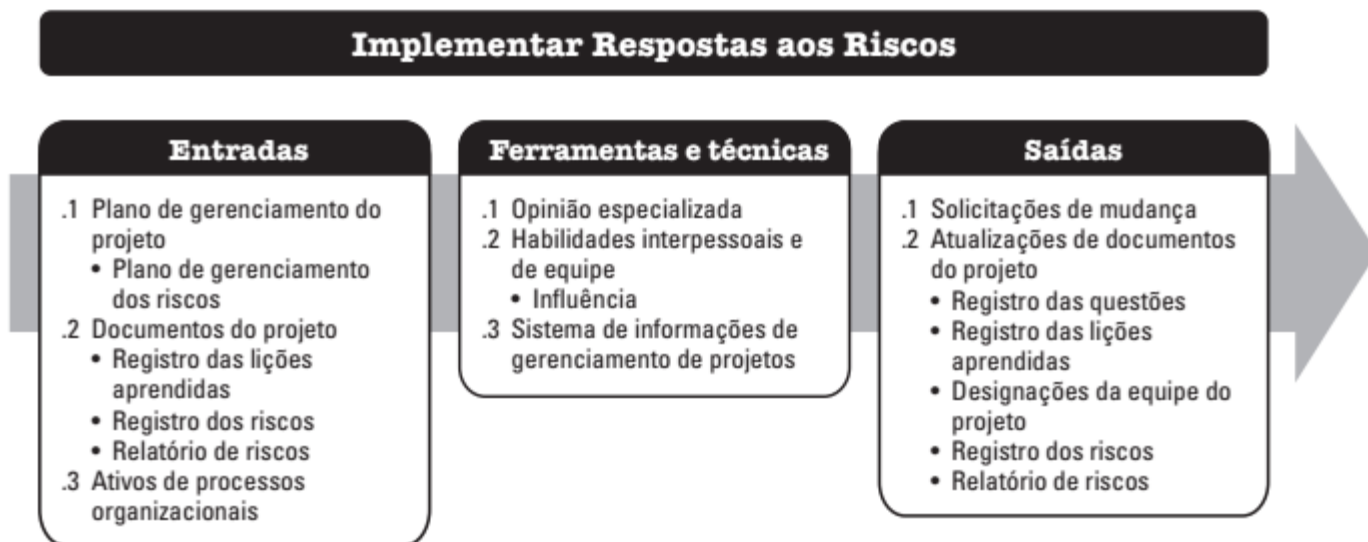 Implementar Respostas aos Riscos
Entradas
.1 Plano de gerenciamento do
projeto
• Plano de gerenciamento
dos riscos
.2 Documentos do projeto
• Registro das lições
aprendidas
• Registro dos riscos
• Relatório de riscos
.3 Ativos de processos
organizacionais
Ferramentas e técnicas
.1 Opinião especializada
.2 Habilidades interpessoais e
de equipe
• Influência
.3 Sistema de informações de
gerenciamento de projetos
Saídas
.1 Solicitações de mudança
.2 Atualizações de documentos
do projeto
• Registro das questões
• Registro das lições
aprendidas
• Designações da equipe do
projeto
• Registro dos riscos
• Relatório de riscos